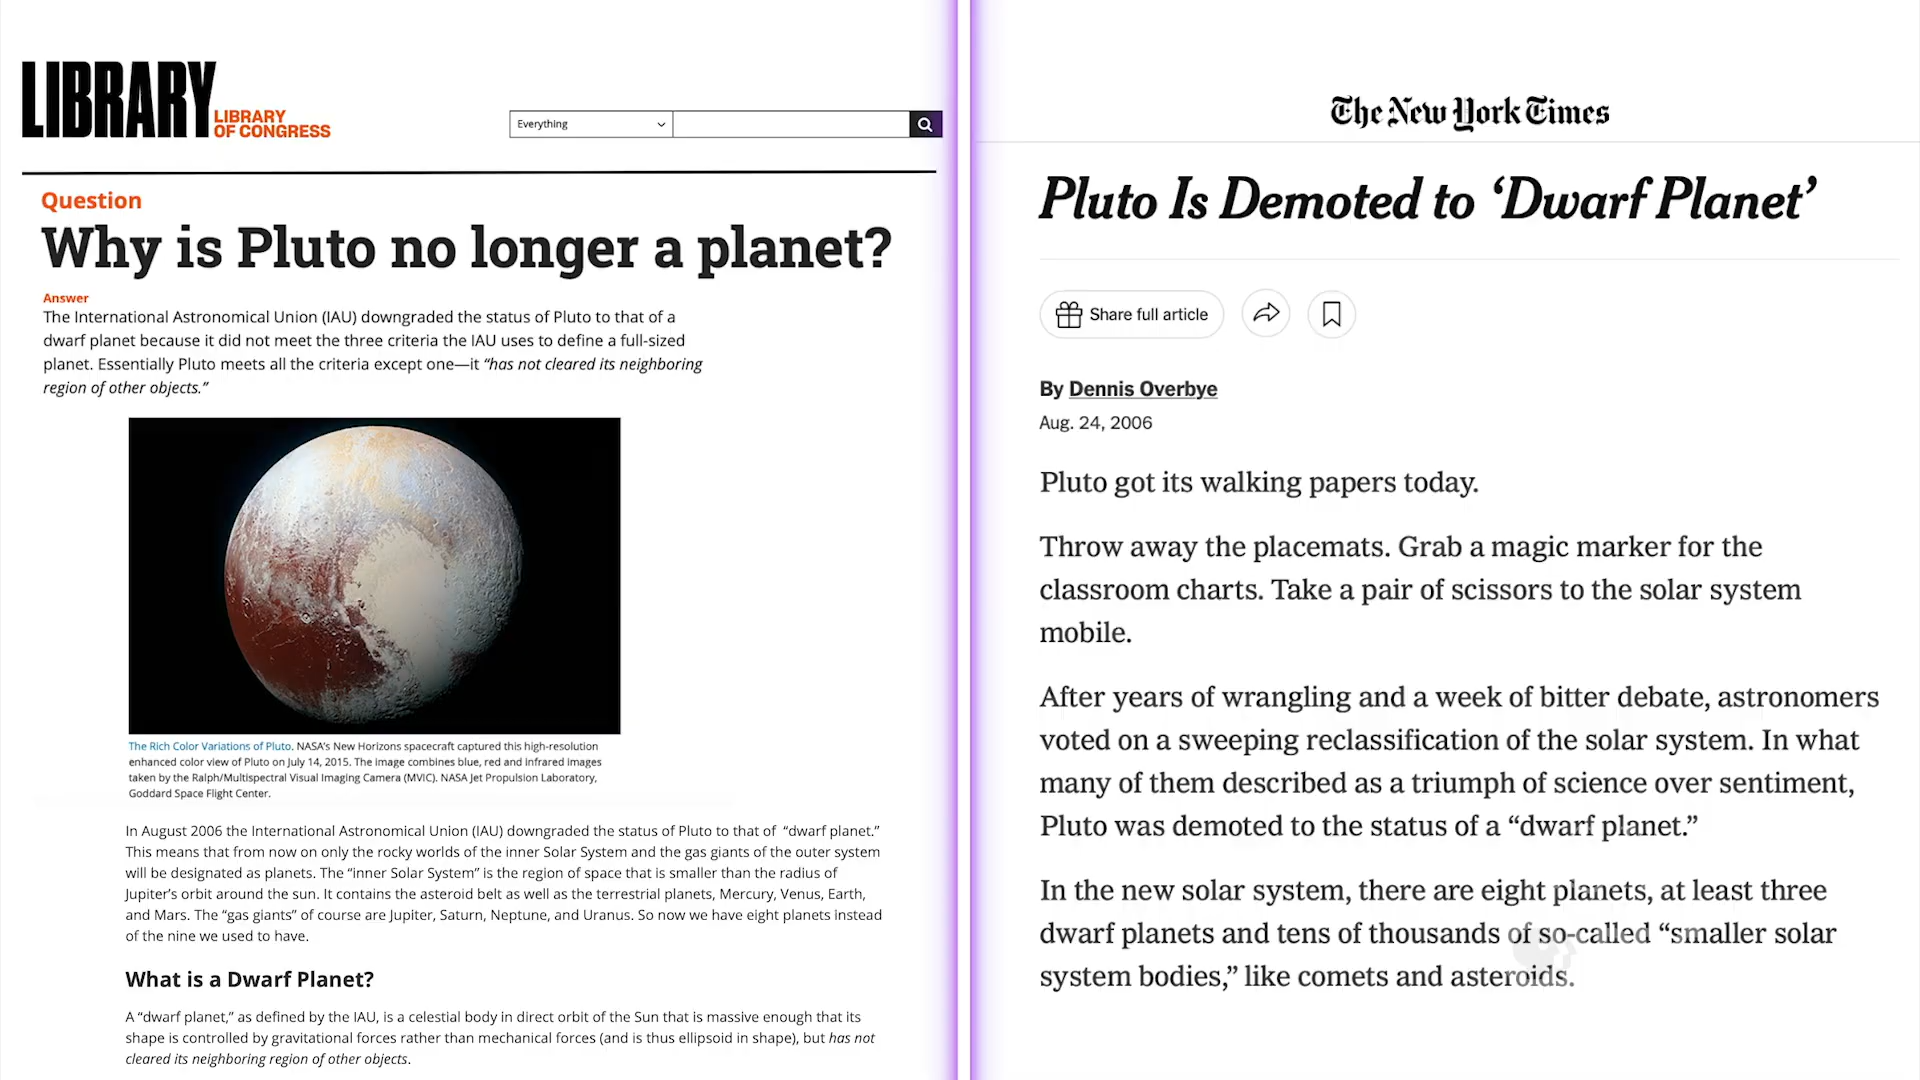 LIBRARY
LIBRARY
OF CONGRESS
Everything
Question
Why is Pluto no longer a planet?
Answer
The International Astronomical Union (IAU) downgraded the status of Pluto to that of a
dwarf planet because it did not meet the three criteria the IAU uses to define a full-sized
planet. Essentially Pluto meets all the criteria except one—it “has not cleared its neighboring
region of other objects.”
The Rich Color Variations of Pluto. NASA’s New Horizons spacecraft captured this high-resolution
enhanced color view of Pluto on July 14, 2015. The image combines blue, red and infrared images
taken by the Ralph/Multispectral Visual Imaging Camera (MVIC). NASA Jet Propulsion Laboratory,
Goddard Space Flight Center.
In August 2006 the International Astronomical Union (IAU) downgraded the status of Pluto to that of “dwarf planet.”
This means that from now on only the rocky worlds of the inner Solar System and the gas giants of the outer system
will be designated as planets. The “inner Solar System” is the region of space that is smaller than the radius of
Jupiter’s orbit around the sun. It contains the asteroid belt as well as the terrestrial planets, Mercury, Venus, Earth,
and Mars. The “gas giants” of course are Jupiter, Saturn, Neptune, and Uranus. So now we have eight planets instead
of the nine we used to have.
What is a Dwarf Planet?
A “dwarf planet,” as defined by the IAU, is a celestial body in direct orbit of the Sun that is massive enough that its
shape is controlled by gravitational forces rather than mechanical forces (and is thus ellipsoid in shape), but has not
cleared its neighboring region of other objects.
The New York Times
Pluto Is Demoted to ‘Dwarf Planet’
Share full article
By Dennis Overbye
Aug. 24, 2006
Pluto got its walking papers today.
Throw away the placemats. Grab a magic marker for the
classroom charts. Take a pair of scissors to the solar system
mobile.
After years of wrangling and a week of bitter debate, astronomers
voted on a sweeping reclassification of the solar system. In what
many of them described as a triumph of science over sentiment,
Pluto was demoted to the status of a “dwarf planet.”
In the new solar system, there are eight planets, at least three
dwarf planets and tens of thousands of so-called “smaller solar
system bodies,” like comets and asteroids.